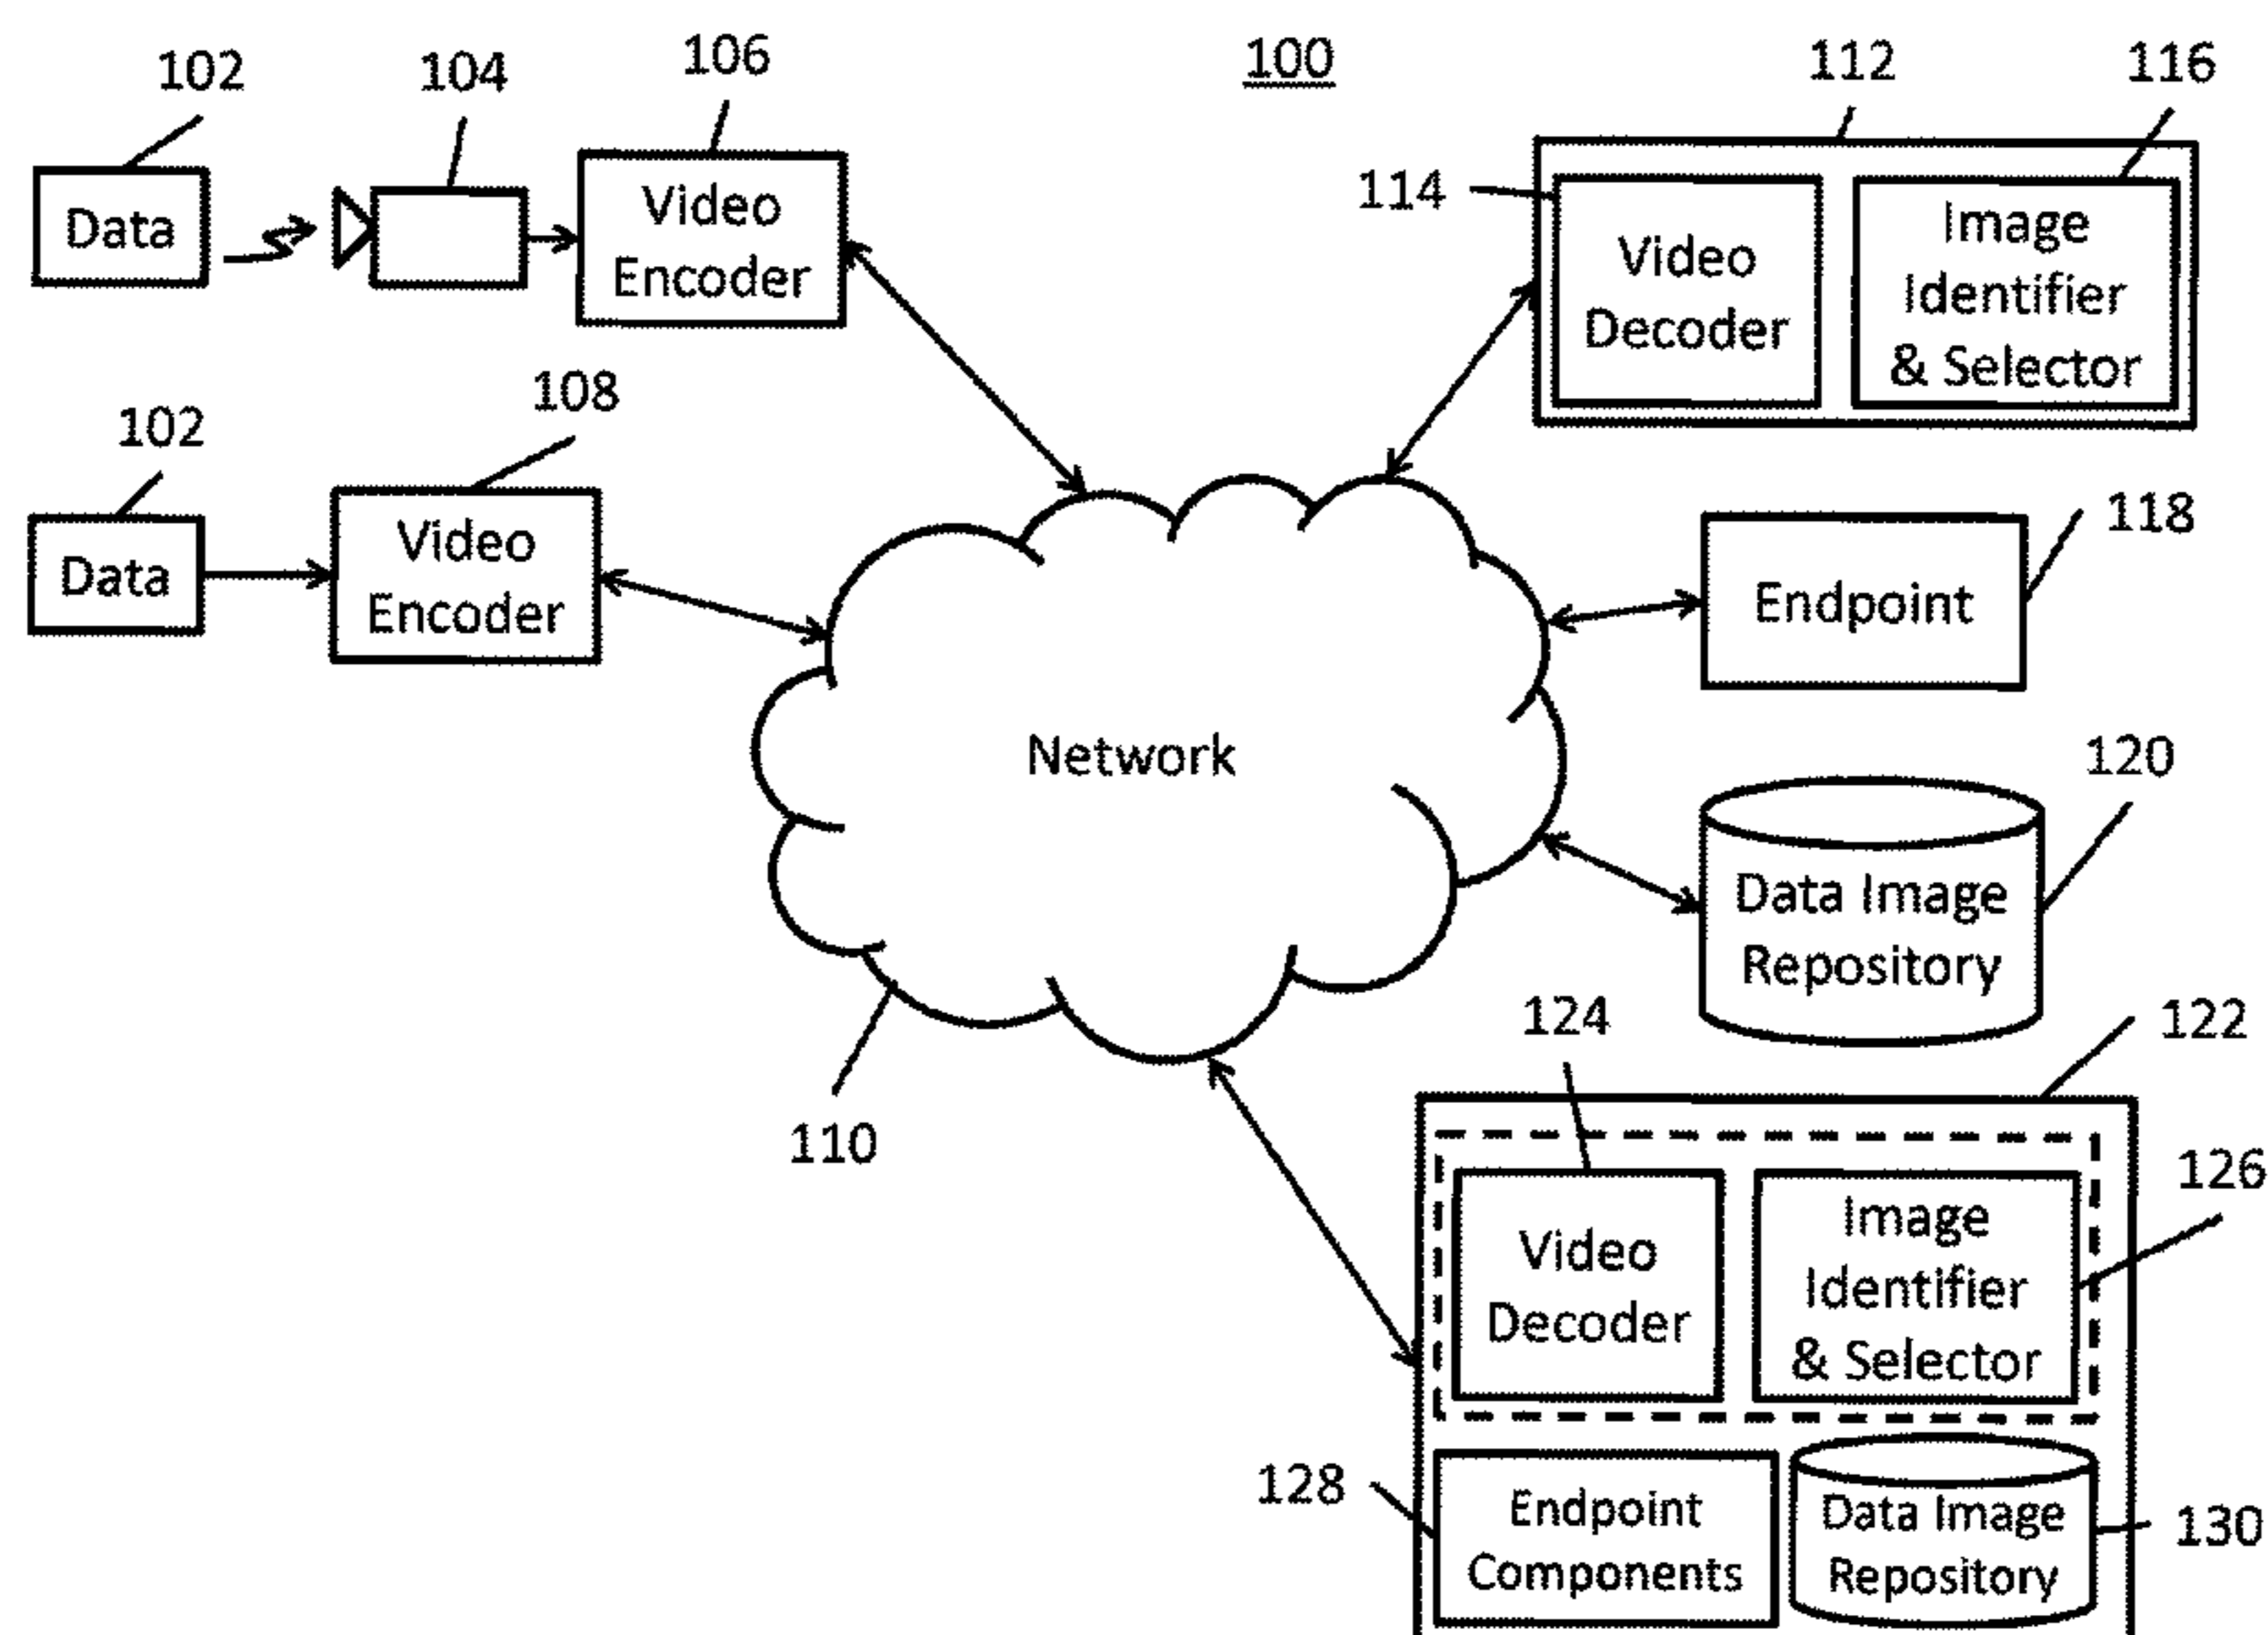 100
102
104
106
Data
Video
Encoder
102
108
Data
Video
Encoder
112
116
114
Video
Decoder
Image
Identifier
& Selector
118
Endpoint
Network
110
120
Data Image
Repository
122
124
126
Video
Decoder
Image
Identifier
& Selector
128
Endpoint
Components
Data Image
Repository
130